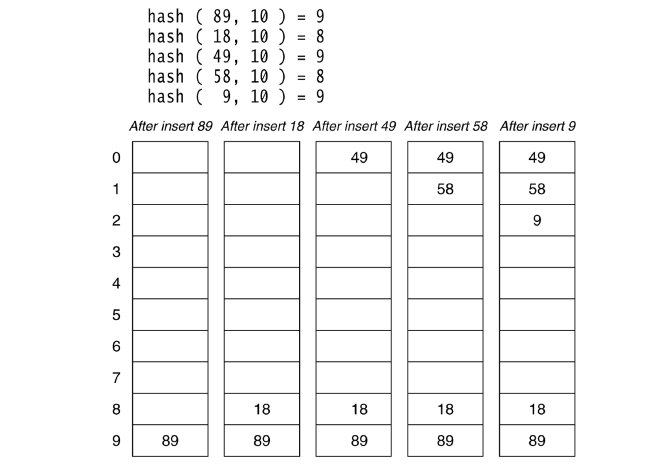 hash ( 89, 10 ) = 9
hash ( 18, 10 ) = 8
hash ( 49, 10 ) = 9
hash ( 58, 10 ) = 8
hash ( 9, 10 ) = 9
After insert 89 After insert 18 After insert 49 After insert 58 After insert 9
0 49 49 49
1 58 58
2 9
3
4
5
6
7
8 18 18 18 18
9 89 89 89 89 89